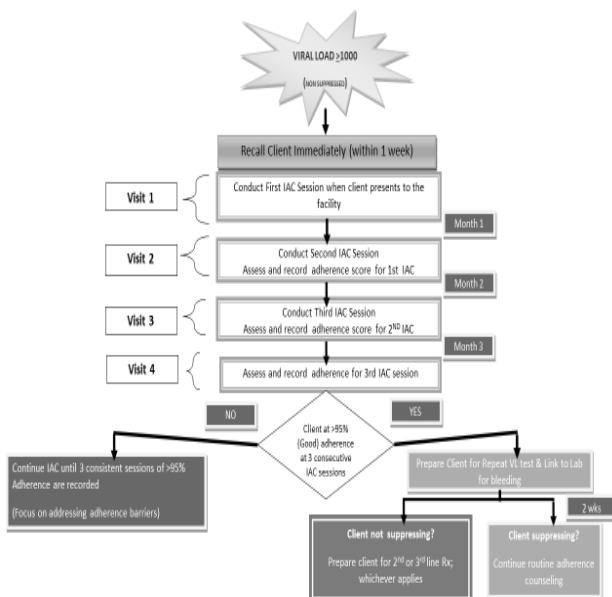 VIRAL LOAD ≥1000
(NON SUPPRESSED)
Recall Client Immediately (within 1 week)
Visit 1
Conduct First IAC Session when client presents to the
facility
Month 1
Visit 2
Conduct Second IAC Session
Assess and record adherence score for 1st IAC
Month 2
Visit 3
Conduct Third IAC Session
Assess and record adherence score for 2ND IAC
Month 3
Visit 4
Assess and record adherence for 3rd IAC session
NO
YES
Client at >95%
(Good) adherence
at 3 consecutive
IAC sessions
Continue IAC until 3 consistent sessions of >95%
Adherence are recorded
(Focus on addressing adherence barriers)
Prepare Client for Repeat VL test & Link to Lab
for bleeding
2 wks
Client not suppressing?
Prepare client for 2nd or 3rd line Rx;
whichever applies
Client suppressing?
Continue routine adherence
counseling